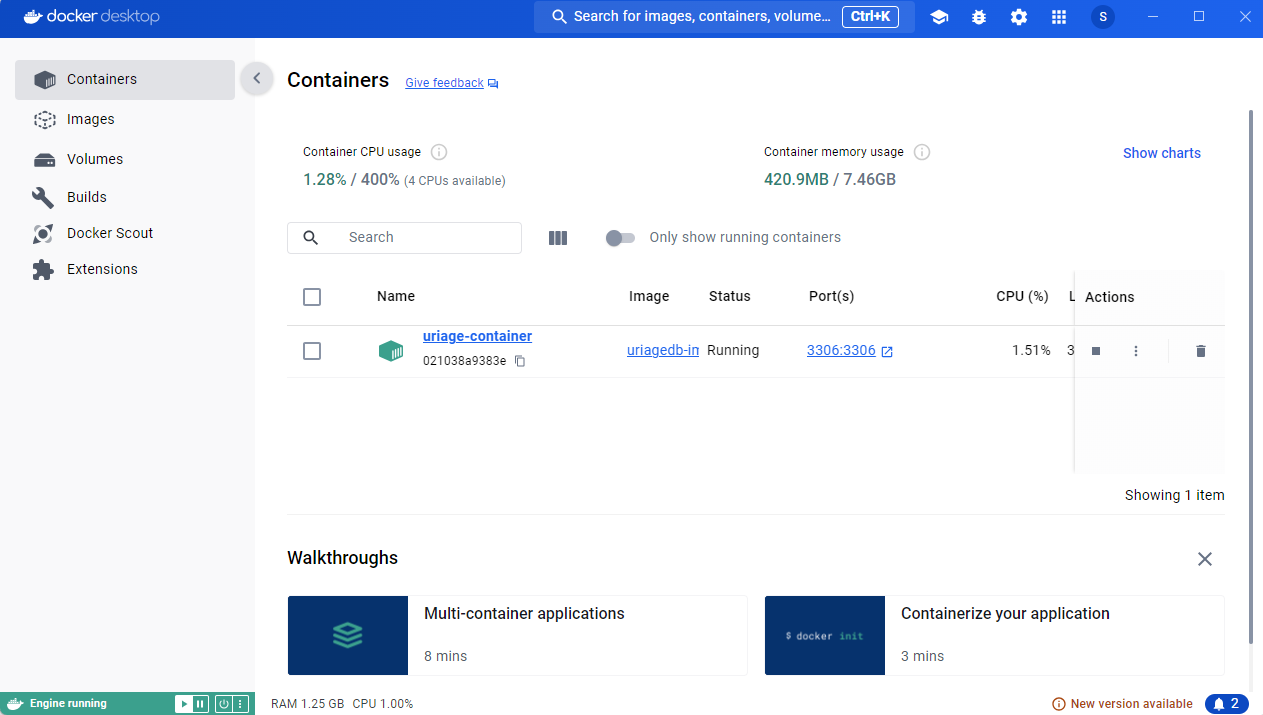 docker desktop
Search for images, containers, volume... Ctrl+K
S
Containers
Images
Volumes
Builds
Docker Scout
Extensions
Containers Give feedback
Container CPU usage
1.28% / 400% (4 CPUs available)
Container memory usage
420.9MB / 7.46GB
Show charts
Search
Only show running containers
Name Image Status Port(s) CPU (%) L Actions
uriage-container
021038a9383e
uriagedb-in Running 3306:3306 1.51% 3
Showing 1 item
Walkthroughs
Multi-container applications
8 mins
$ docker init
Containerize your application
3 mins
Engine running
RAM 1.25 GB CPU 1.00%
New version available
2